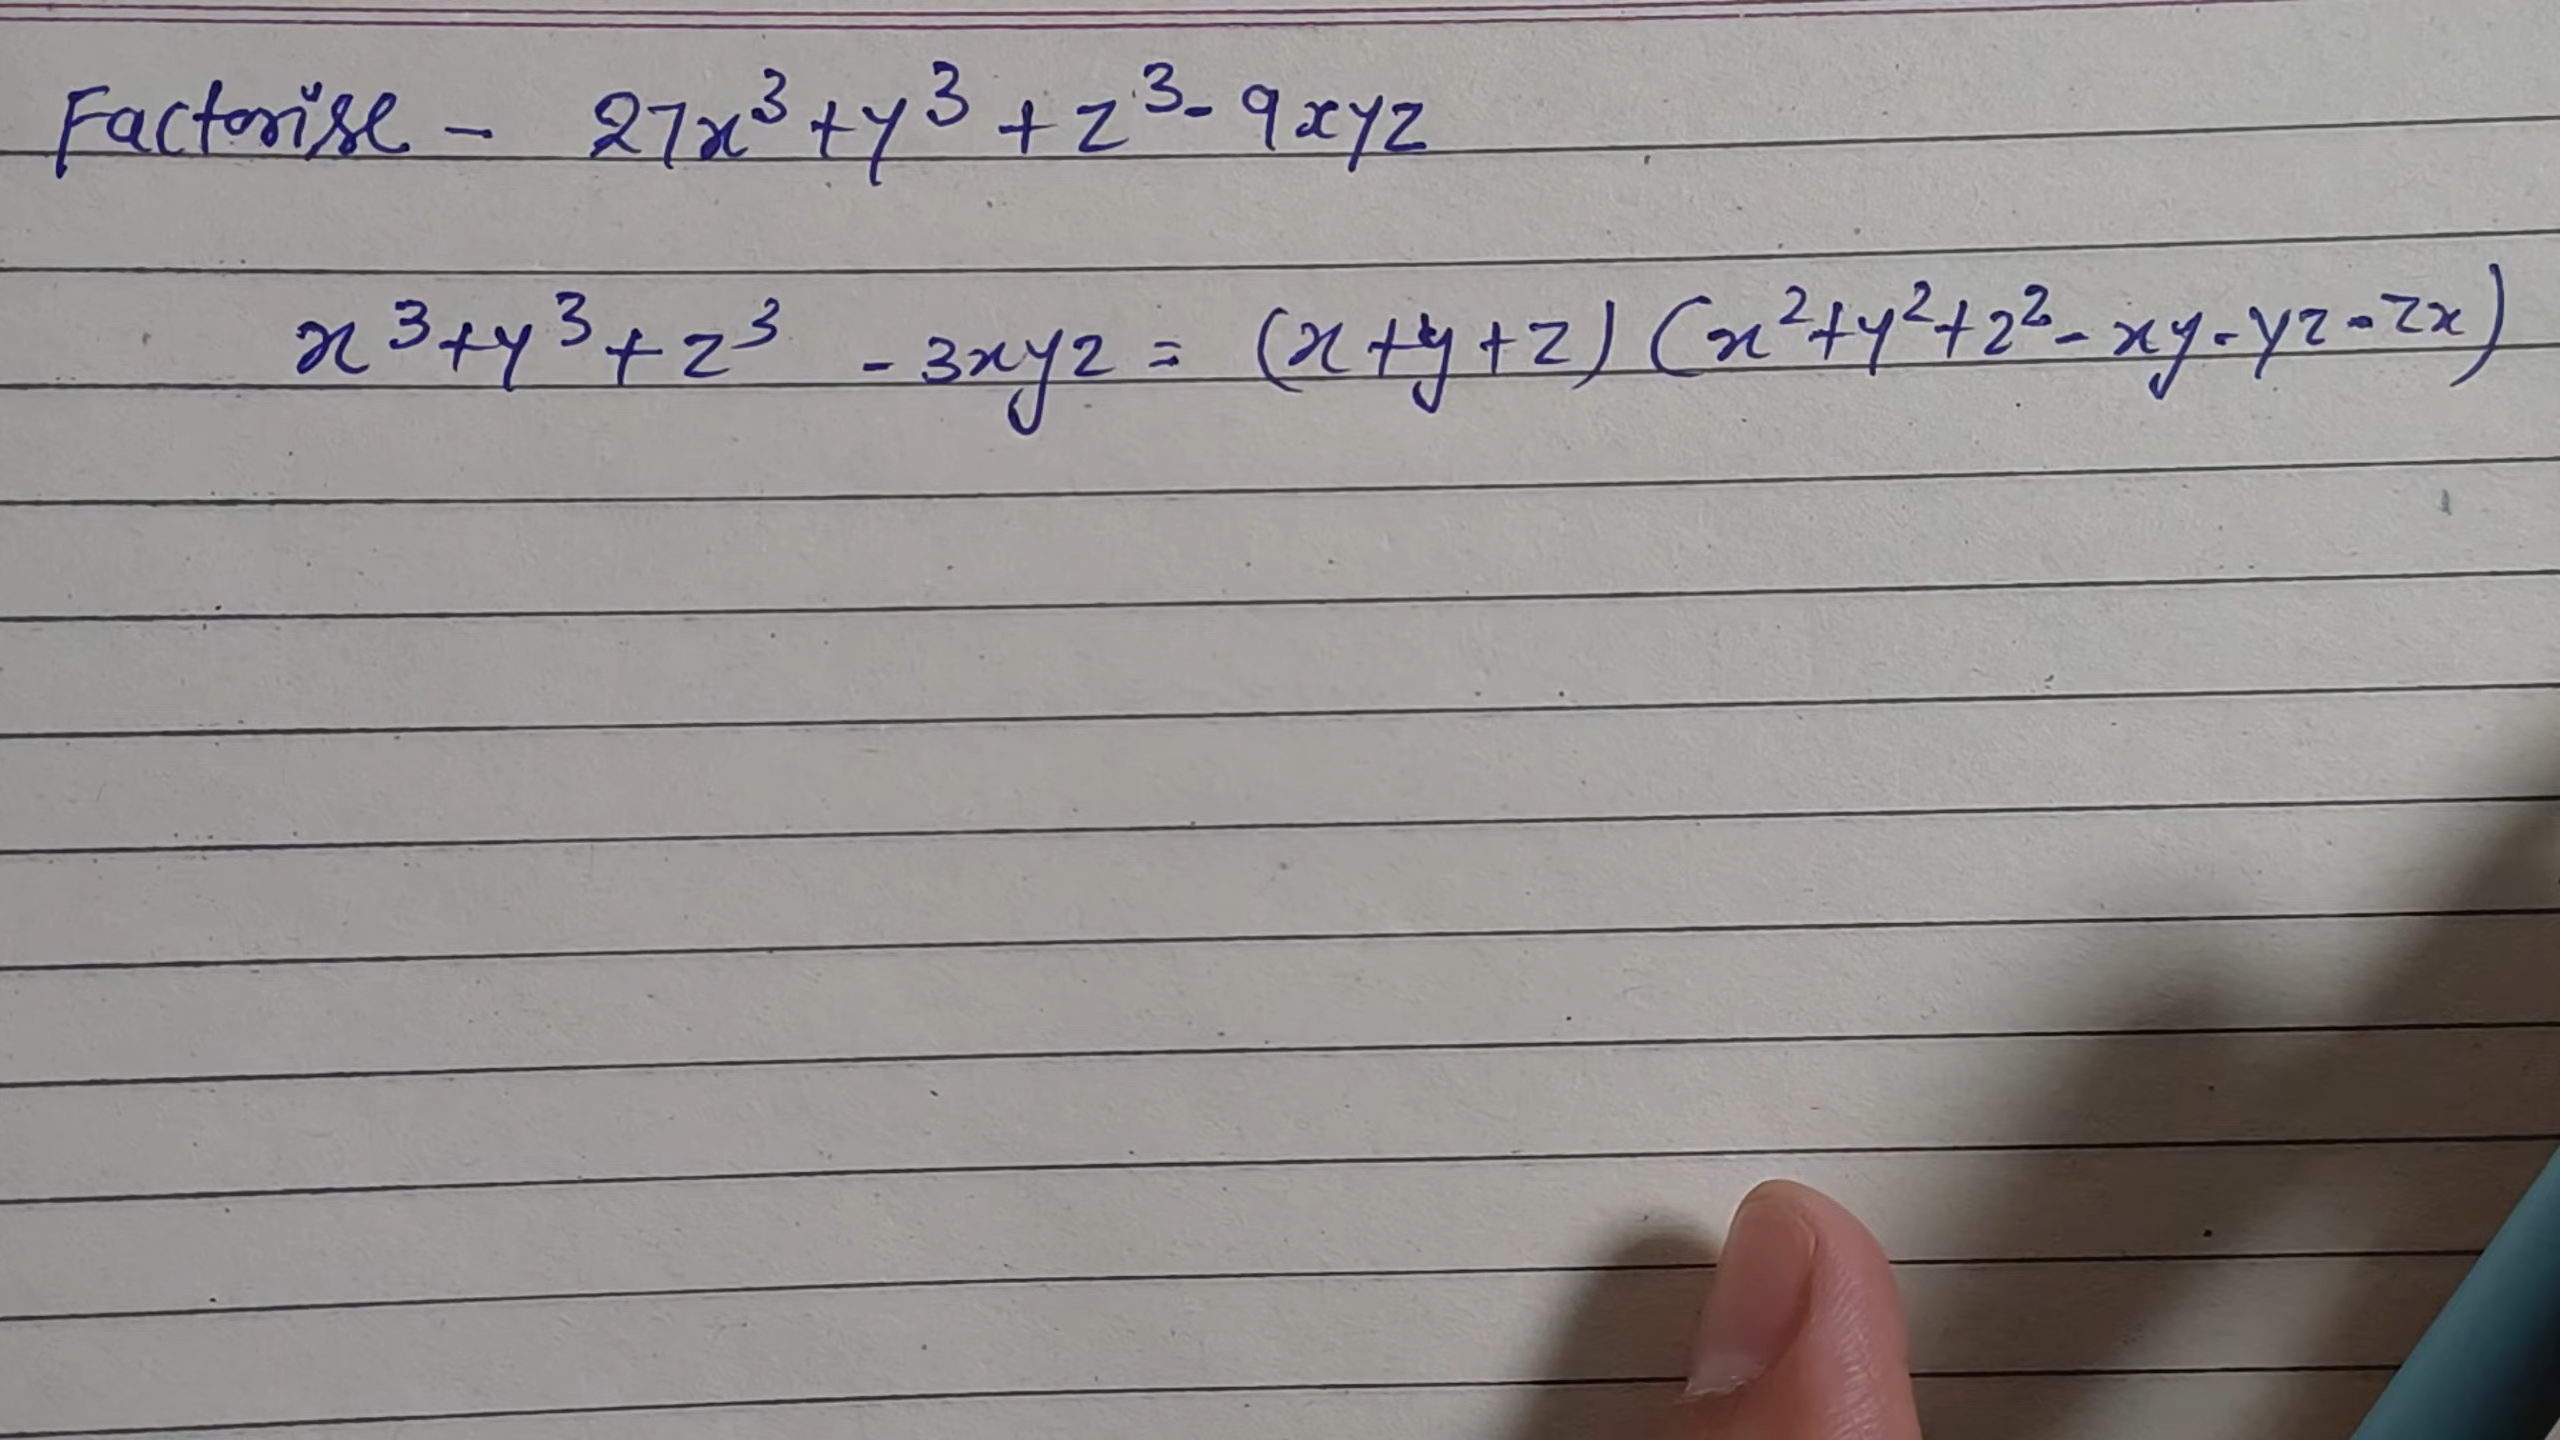 Factorise - 27x³+y³+z³-9xyz
x³+y³+z³ -3xyz = (x+y+z) (x²+y²+z²-xy-yz-zx)